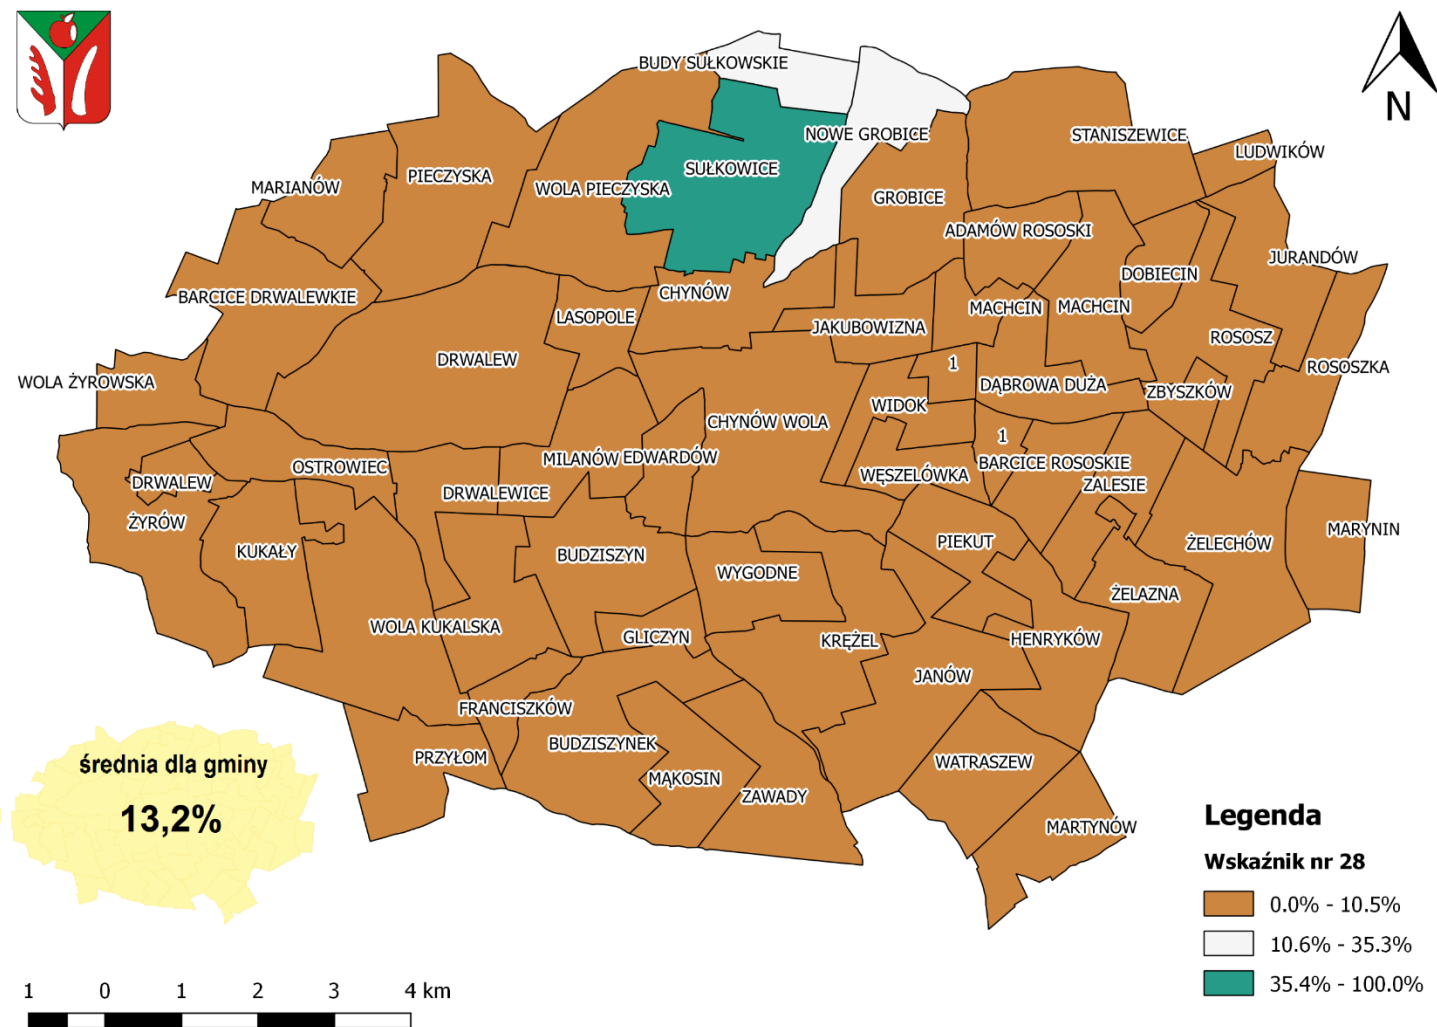 BUDY SUŁKOWSKIE
N
NOWE GROBICE
STANISZEWICE
LUDWIKÓW
MARIANÓW
PIECZYSKA
WOLA PIECZYSKA
SUŁKOWICE
GROBICE
ADAMÓW ROSOSKI
JURANDÓW
DOBIECIN
BARCICE DRWALEWKIE
CHYNÓW
LASOPOLE
JAKUBOWIZNA
MACHCIN
MACHCIN
ROSOSZ
DRWALEW
ROSOSZKA
1
WOLA ŻYROWSKA
DĄBROWA DUŻA
ZBYSZKÓW
WIDOK
CHYNÓW WOLA
1
OSTROWIEC
MILANÓW
EDWARDÓW
BARCICE ROSOSKIE
WĘSZELÓWKA
DRWALEW
DRWALEWICE
ZALESIE
ŻYRÓW
MARYNIN
KUKAŁY
BUDZISZYN
PIEKUT
ŻELECHÓW
WYGODNE
ŻELAZNA
WOLA KUKALSKA
GLICZYN
KRĘŻEL
HENRYKÓW
JANÓW
FRANCISZKÓW
BUDZISZYNEK
PRZYŁOM
WATRASZEW
MĄKOSIN
ZAWADY
MARTYNÓW
średnia dla gminy
13,2%
Legenda
Wskaźnik nr 28
0.0% - 10.5%
10.6% - 35.3%
35.4% - 100.0%
1 0 1 2 3 4 km